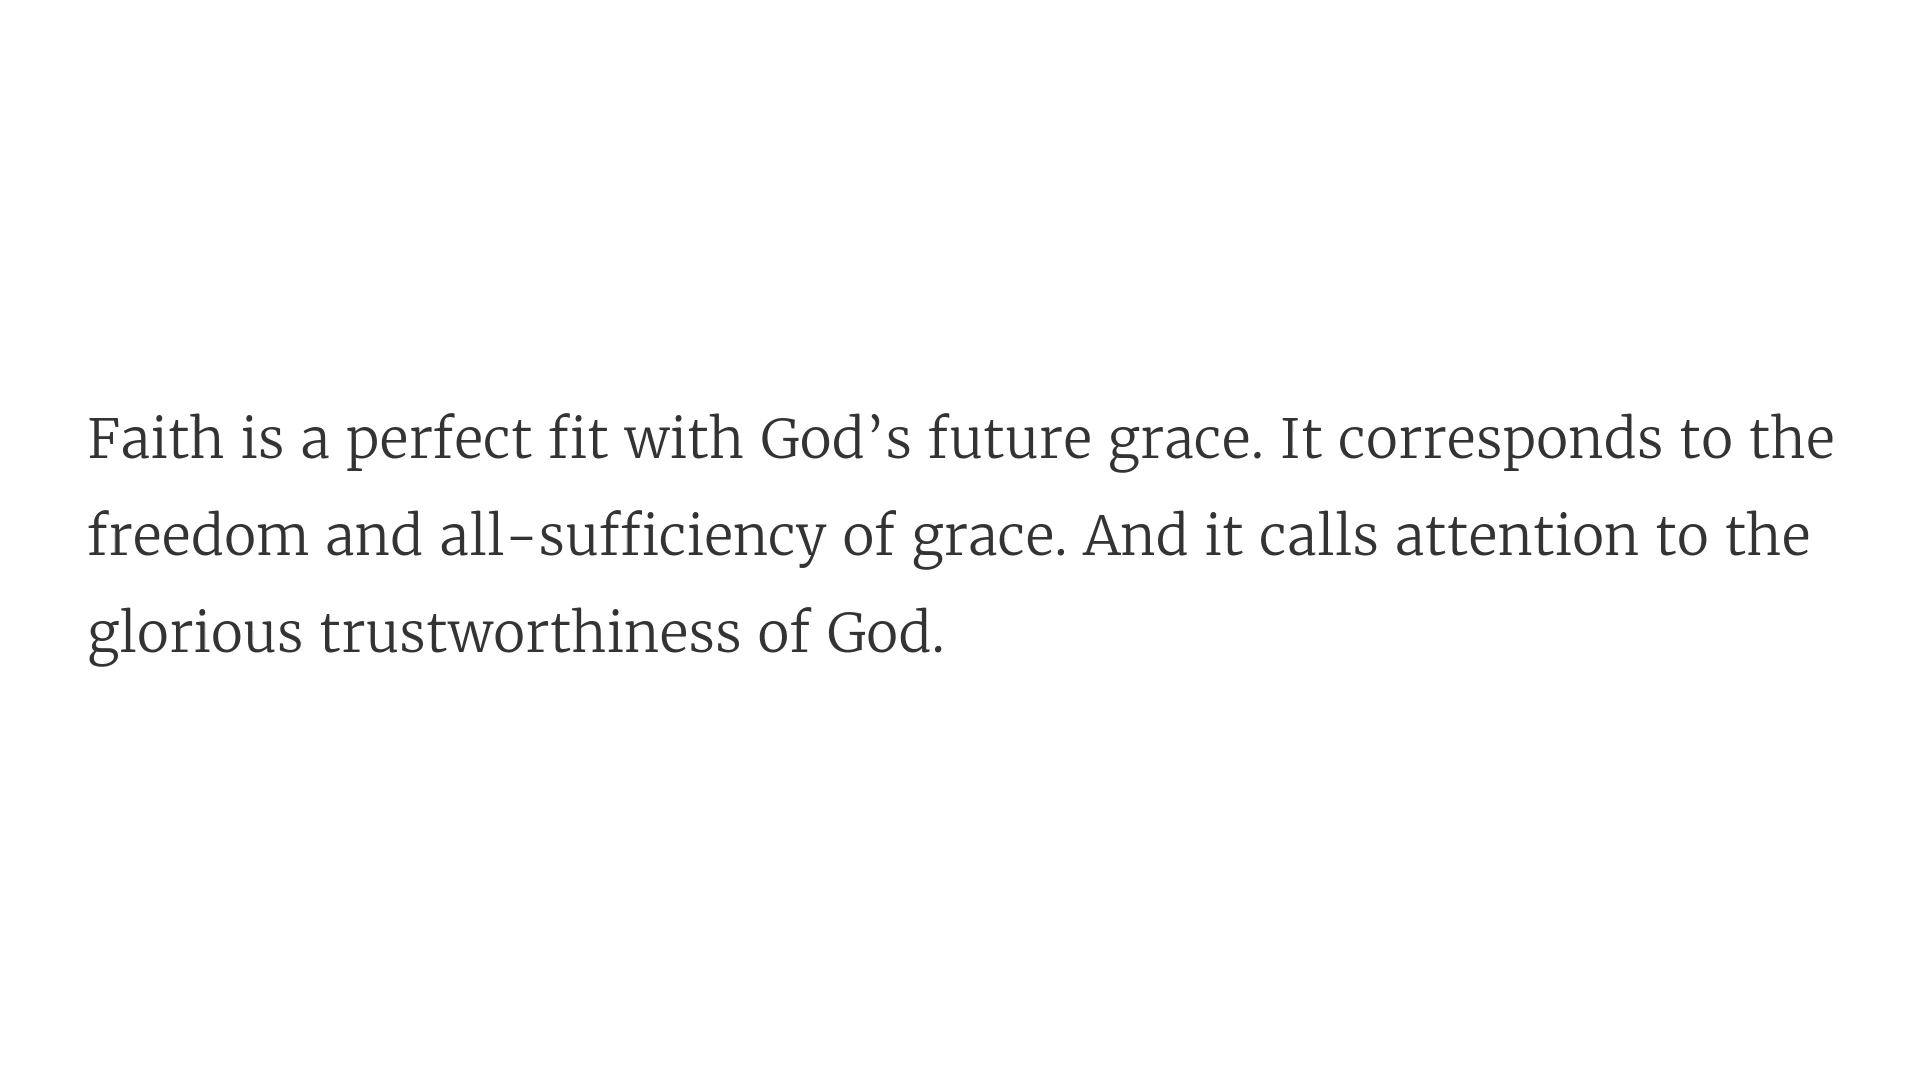 Faith is a perfect fit with God’s future grace. It corresponds to the
freedom and all-sufficiency of grace. And it calls attention to the
glorious trustworthiness of God.